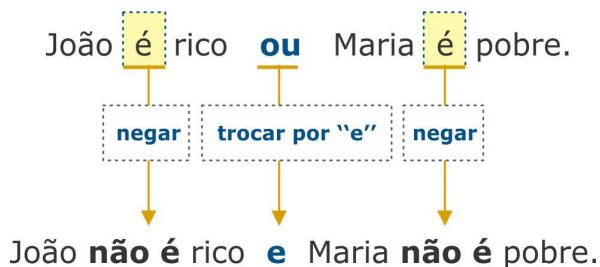 João é rico ou Maria é pobre.
negar trocar por “e” negar
João não é rico e Maria não é pobre.